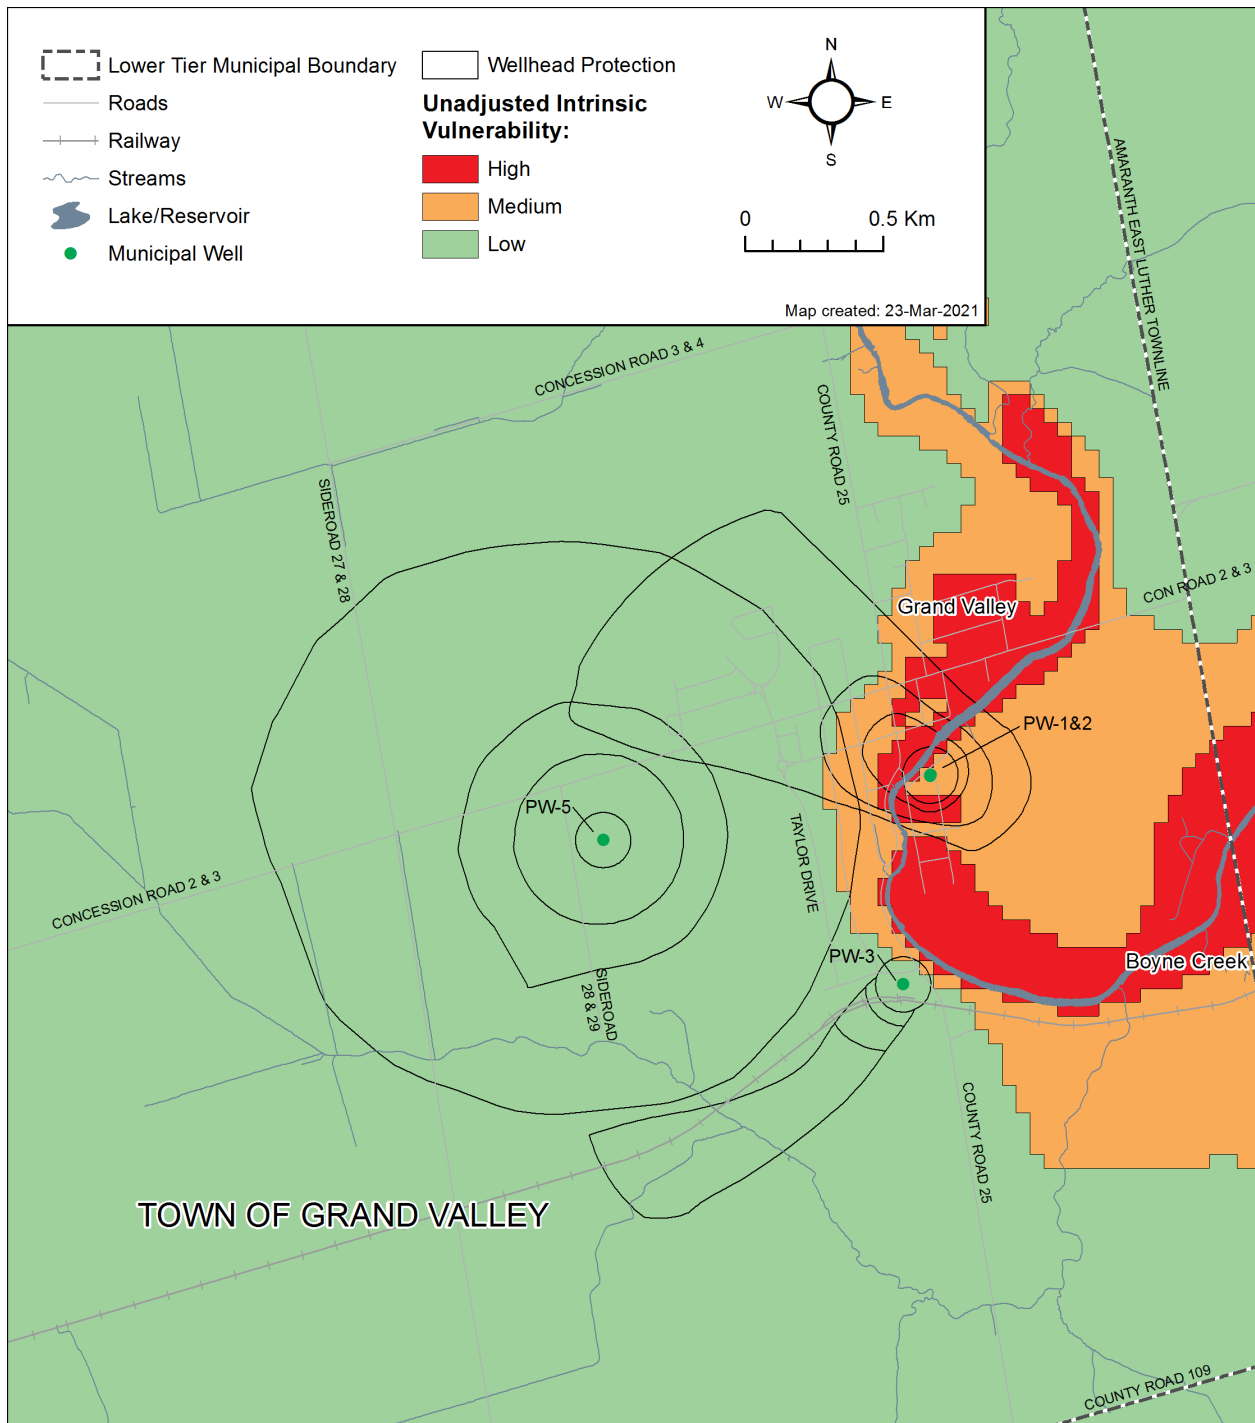 Lower Tier Municipal Boundary
Roads
Railway
Streams
Lake/Reservoir
Municipal Well
Wellhead Protection
Unadjusted Intrinsic
Vulnerability:
High
Medium
Low
N
W
E
S
0
0.5 Km
Map created: 23-Mar-2021
AMARANTH EAST LUTHER TOWNLINE
CONCESSION ROAD 3 & 4
COUNTY ROAD 25
SIDEROAD 27 & 28
CON ROAD 2 & 3
Grand Valley
PW-1&2
PW-5
TAYLOR DRIVE
CONCESSION ROAD 2 & 3
PW-3
Boyne Creek
SIDEROAD
28 & 29
COUNTY ROAD 25
TOWN OF GRAND VALLEY
COUNTY ROAD 109